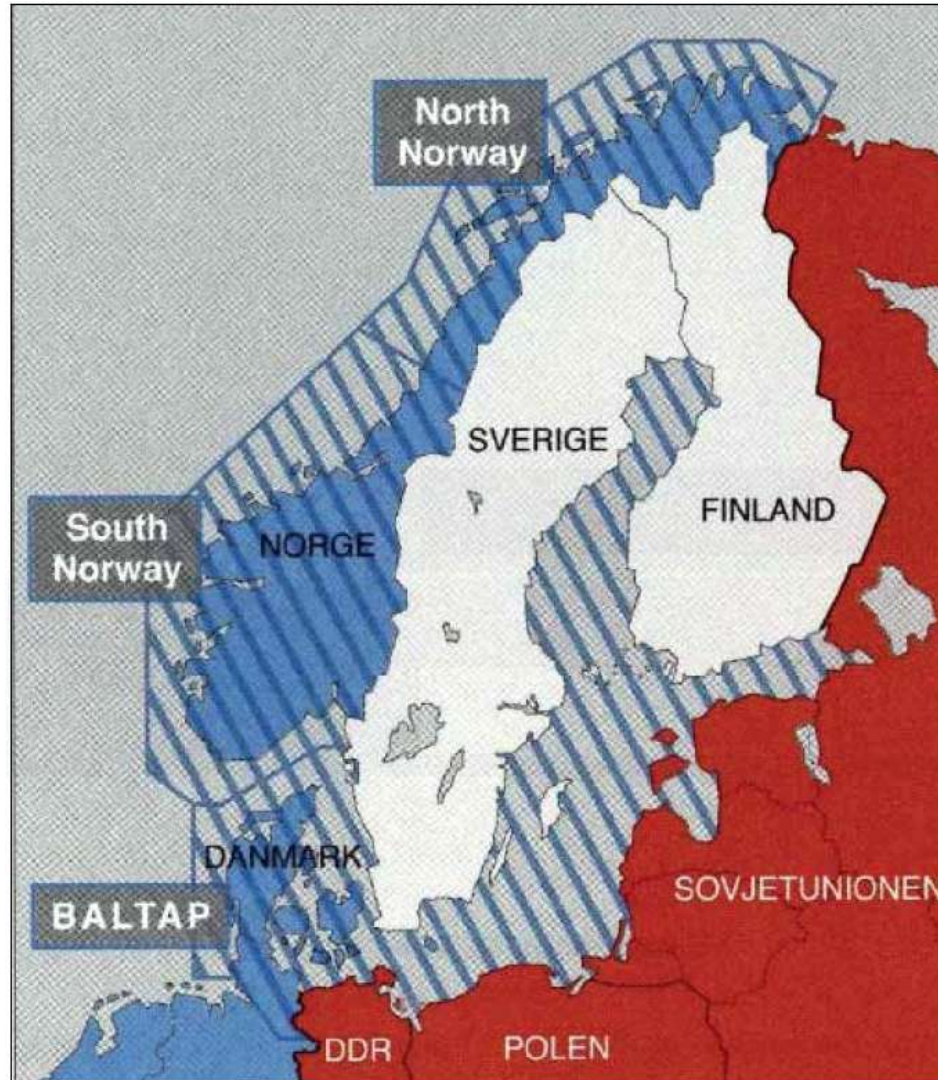 North
Norway
SVERIGE
FINLAND
South
Norway
NORGE
DANMARK
SOVJETUNIONEN
BALTAP
DDR
POLEN